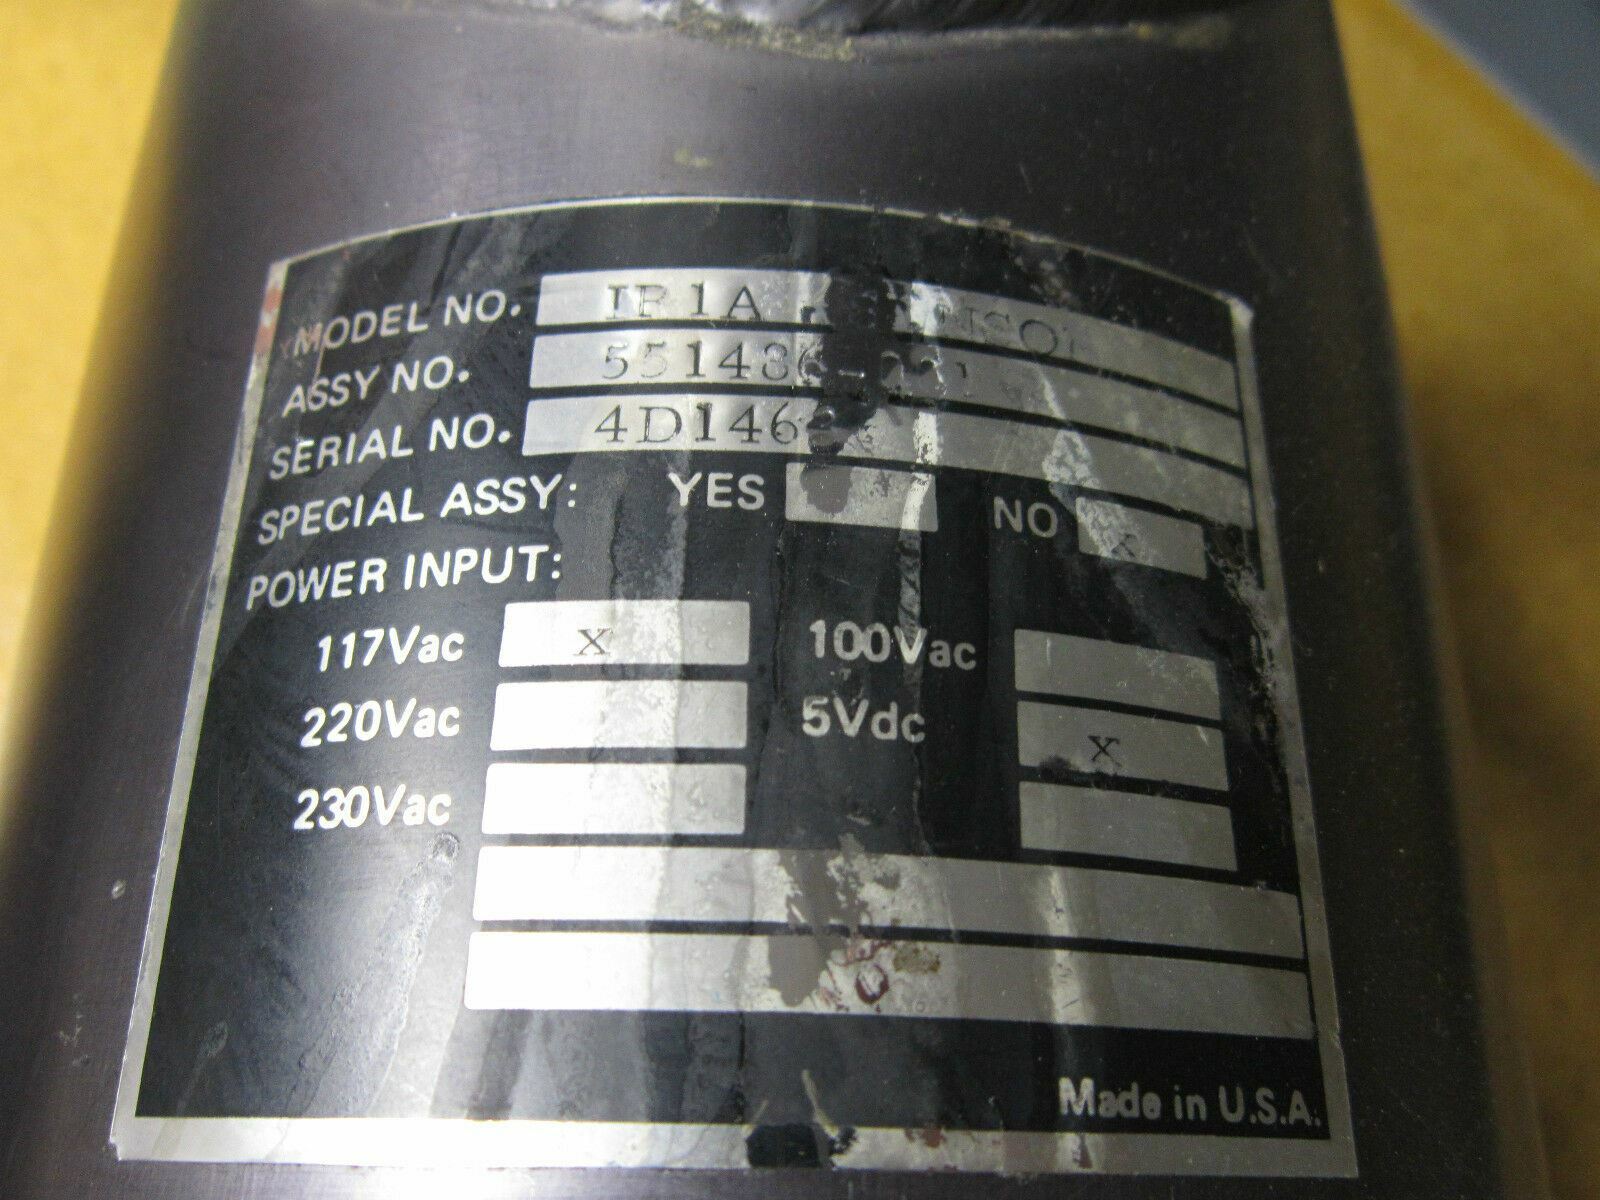 MODEL NO. IR1A
ASSY NO.
SERIAL NO.
SPECIAL ASSY: YES NO X
POWER INPUT:
117Vac X 100Vac
220Vac 5Vdc X
230Vac
Made in U.S.A.